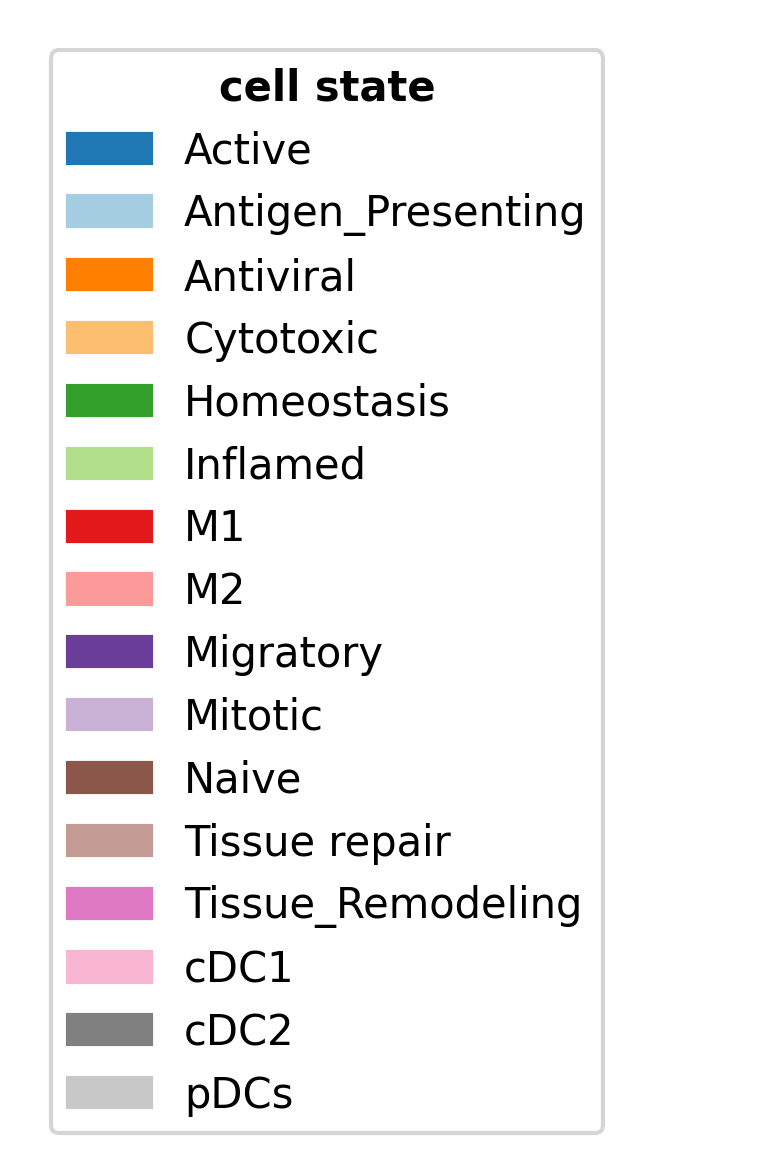 cell state
Active
Antigen_Presenting
Antiviral
Cytotoxic
Homeostasis
Inflamed
M1
M2
Migratory
Mitotic
Naive
Tissue repair
Tissue_Remodeling
cDC1
cDC2
pDCs